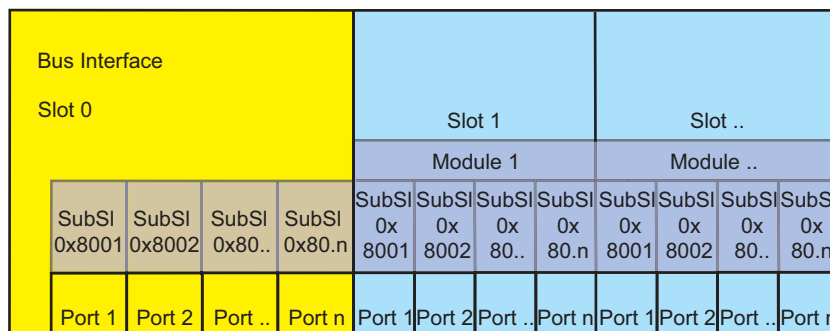 Bus Interface
Slot 0
Slot 1 Slot ..
Module 1 Module ..
SubSl 0x8001 SubSl 0x8002 SubSl 0x80.. SubSl 0x80.n SubSl 0x 8001 SubSl 0x 8002 SubSl 0x 80.. SubSl 0x 80.n SubSl 0x 8001 SubSl 0x 8002 SubSl 0x 80.. SubSl 0x 80.n
Port 1 Port 2 Port .. Port n Port 1 Port 2 Port .. Port n Port 1 Port 2 Port .. Port n